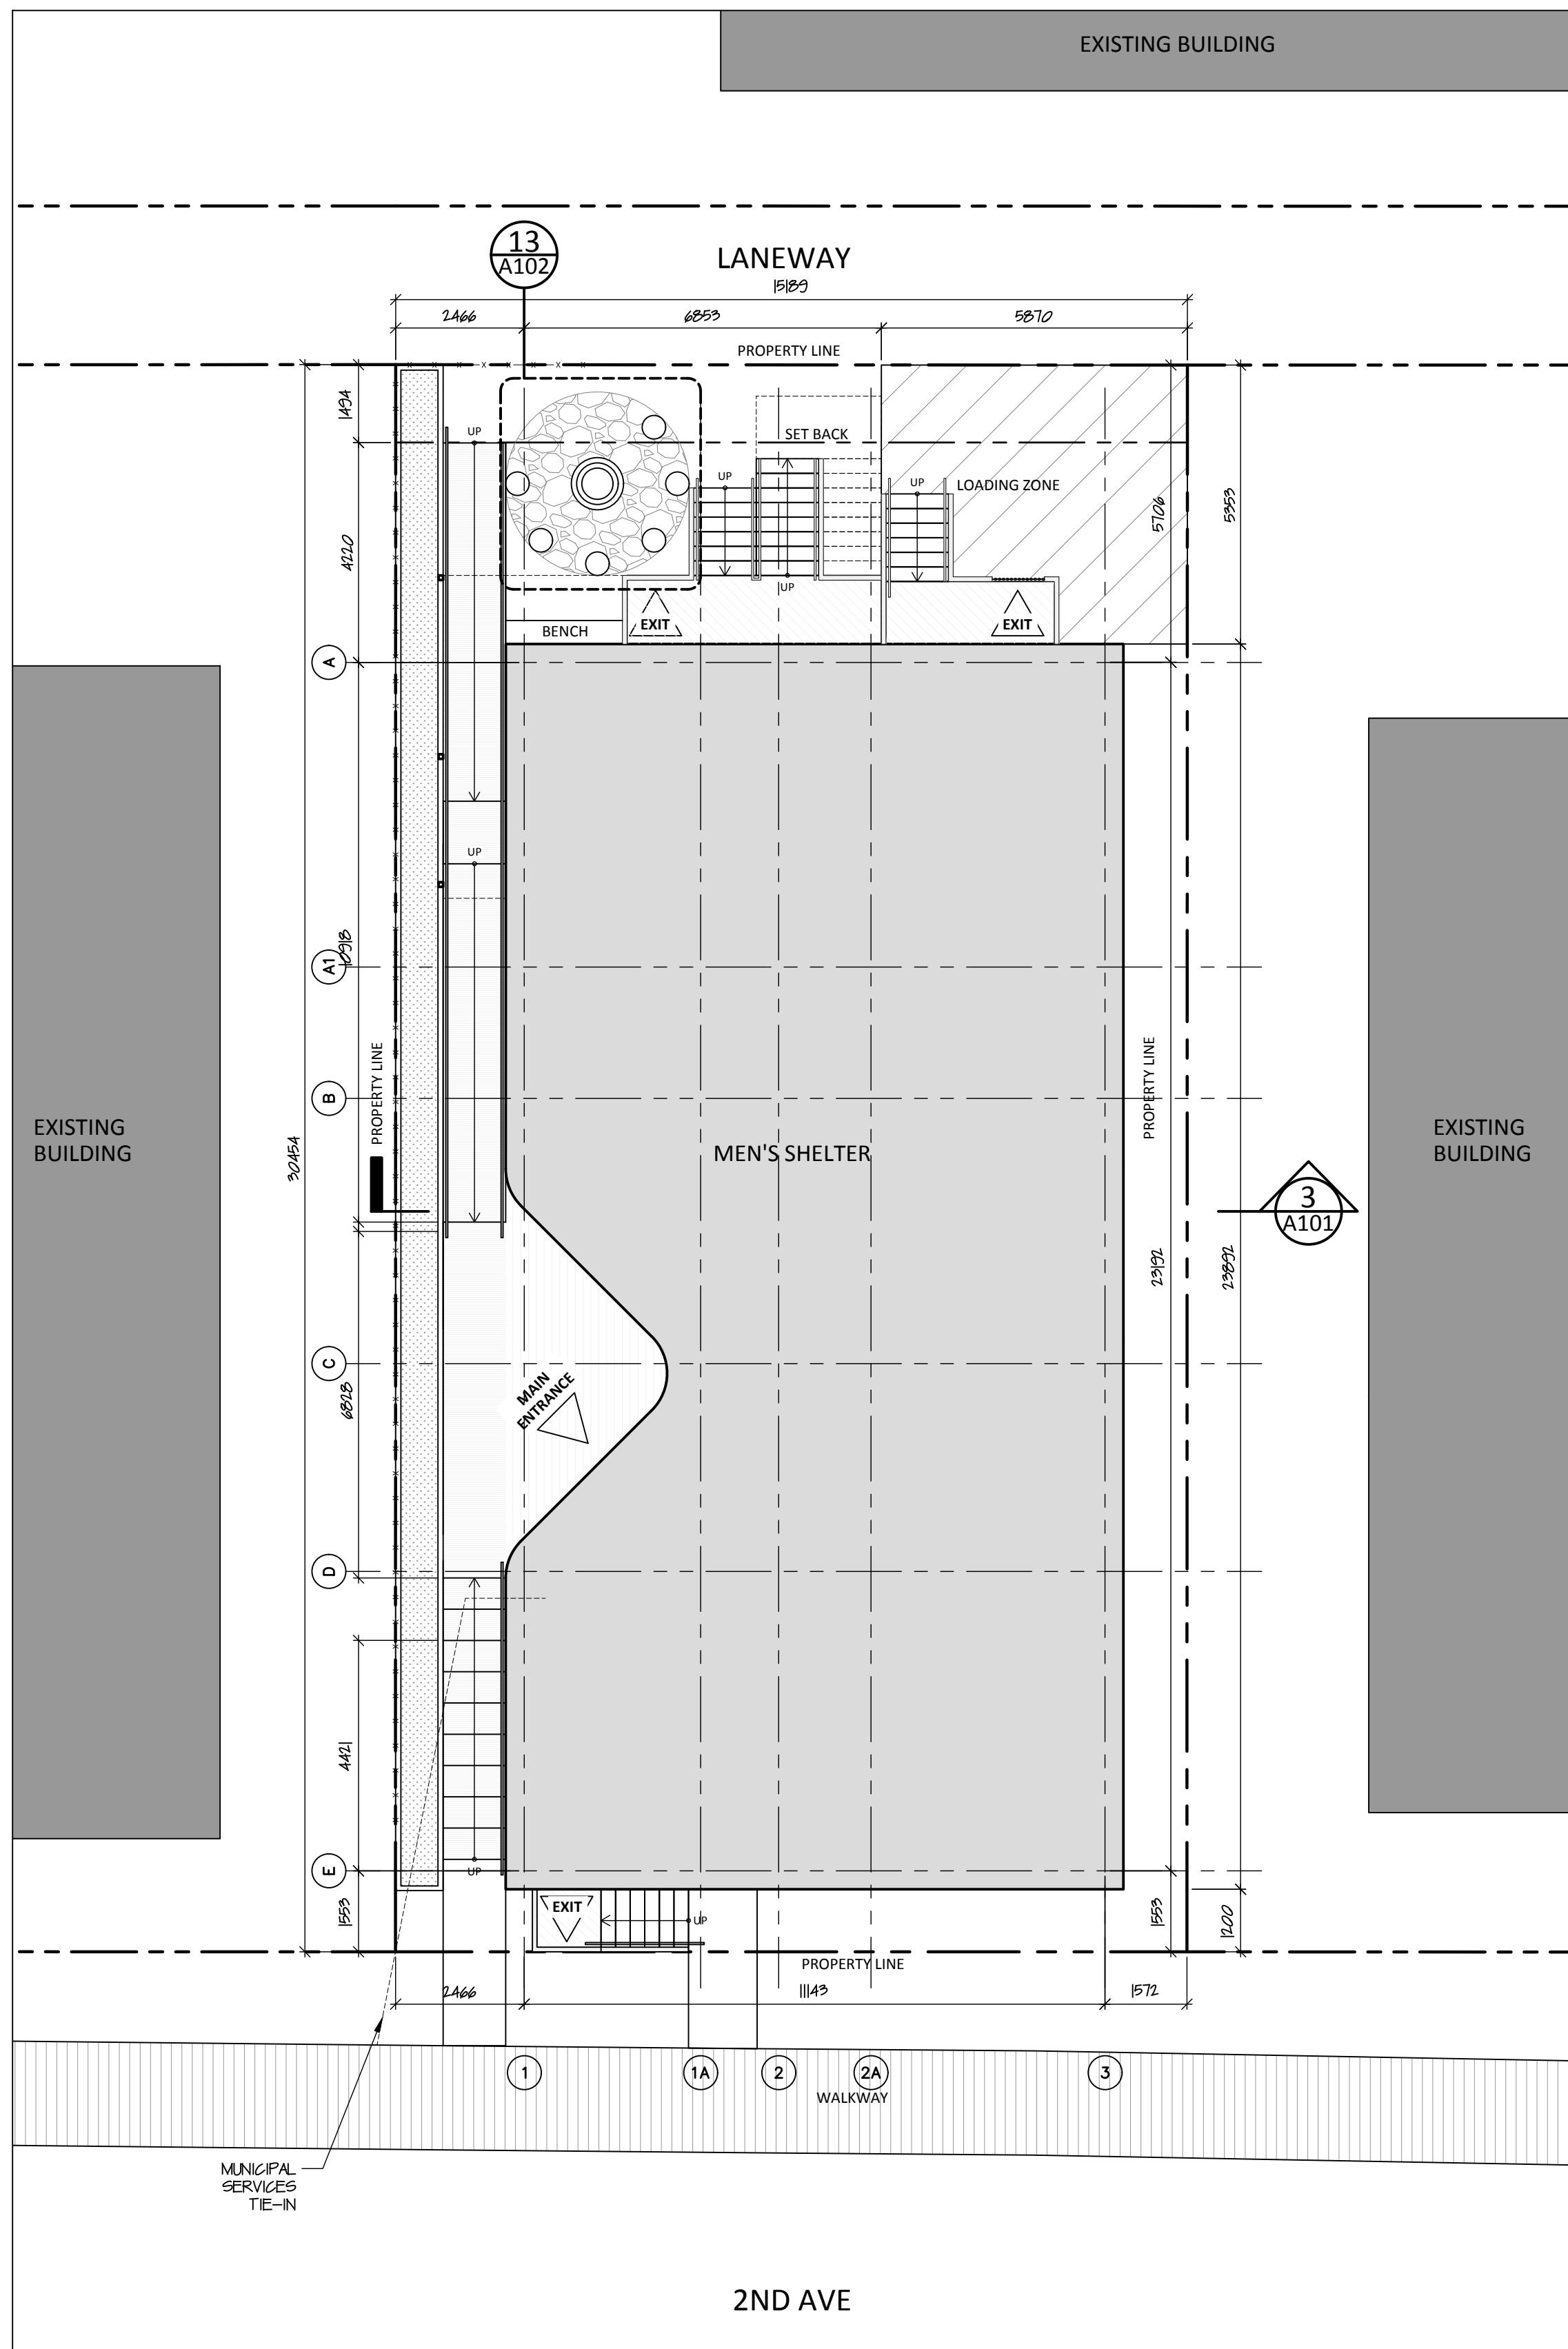 EXISTING BUILDING
13
A102
LANEWAY
15189
2466
6853
5870
PROPERTY LINE
1494
UP
SET BACK
UP
UP
LOADING ZONE
5706
5353
4220
UP
EXIT
EXIT
BENCH
A
UP
A1
B
PROPERTY LINE
PROPERTY LINE
EXISTING
BUILDING
MEN'S SHELTER
EXISTING
BUILDING
30454
3
A101
23192
23892
C
MAIN
ENTRANCE
6828
D
4421
E
UP
1553
EXIT
UP
1553
1200
PROPERTY LINE
2466
11143
1572
1
1A
2
2A
3
WALKWAY
MUNICIPAL
SERVICES
TIE-IN
2ND AVE